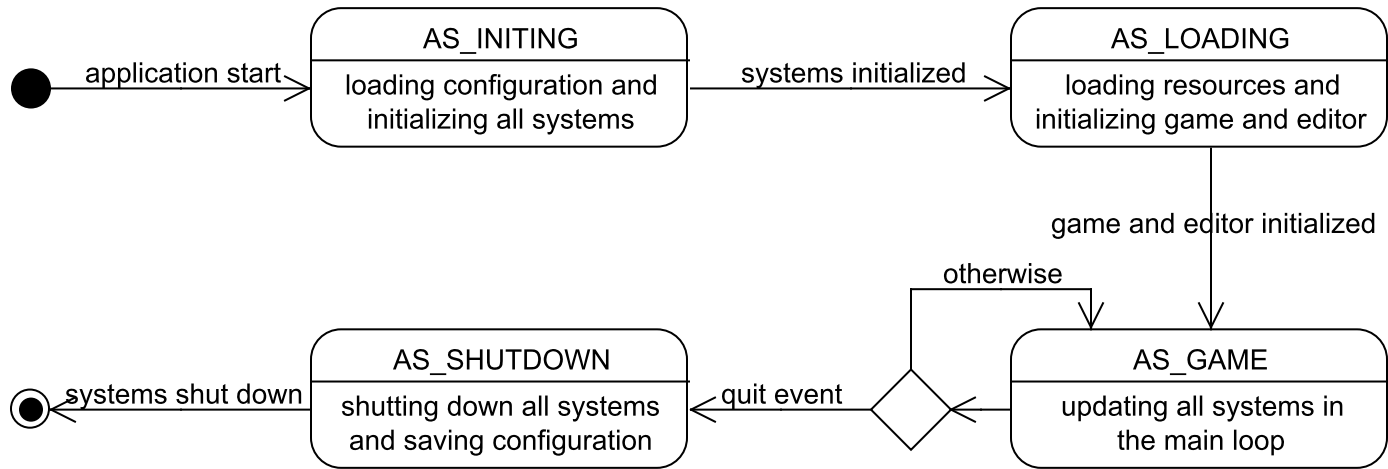 application start
AS_INITING
loading configuration and
initializing all systems
systems initialized
AS_LOADING
loading resources and
initializing game and editor
game and editor initialized
otherwise
AS_GAME
updating all systems in
the main loop
quit event
AS_SHUTDOWN
shutting down all systems
and saving configuration
systems shut down